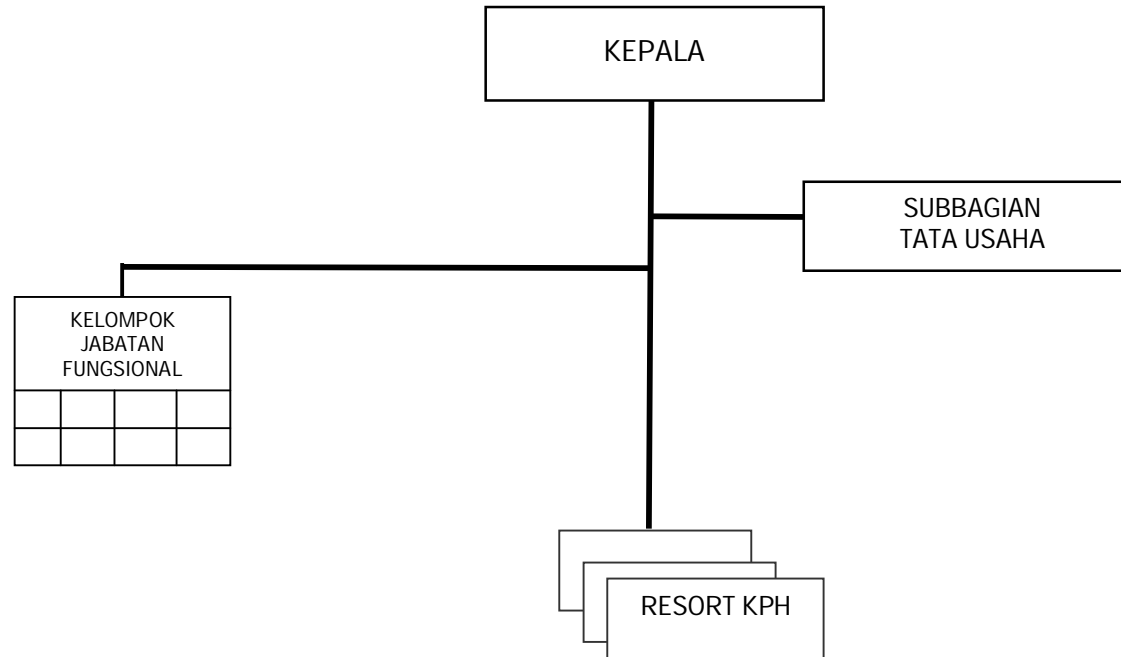 KEPALA
SUBBAGIAN
TATA USAHA
KELOMPOK
JABATAN
FUNGSIONAL
RESORT KPH